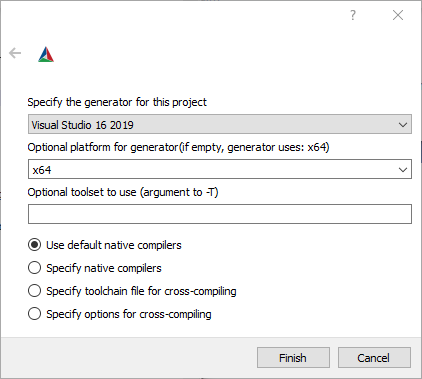 Specify the generator for this project
Visual Studio 16 2019
Optional platform for generator(if empty, generator uses: x64)
x64
Optional toolset to use (argument to -T)
Use default native compilers
Specify native compilers
Specify toolchain file for cross-compiling
Specify options for cross-compiling
Finish Cancel